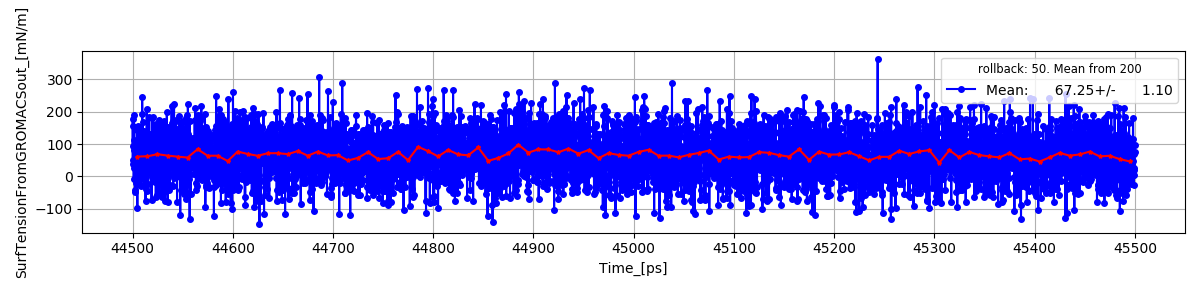 SurfTensionFromGROMACSout_[mN/m]
300
200
100
0
−100
rollback: 50. Mean from 200
Mean: 67.25+/- 1.10
44500 44600 44700 44800 44900 45000 45100 45200 45300 45400 45500
Time_[ps]